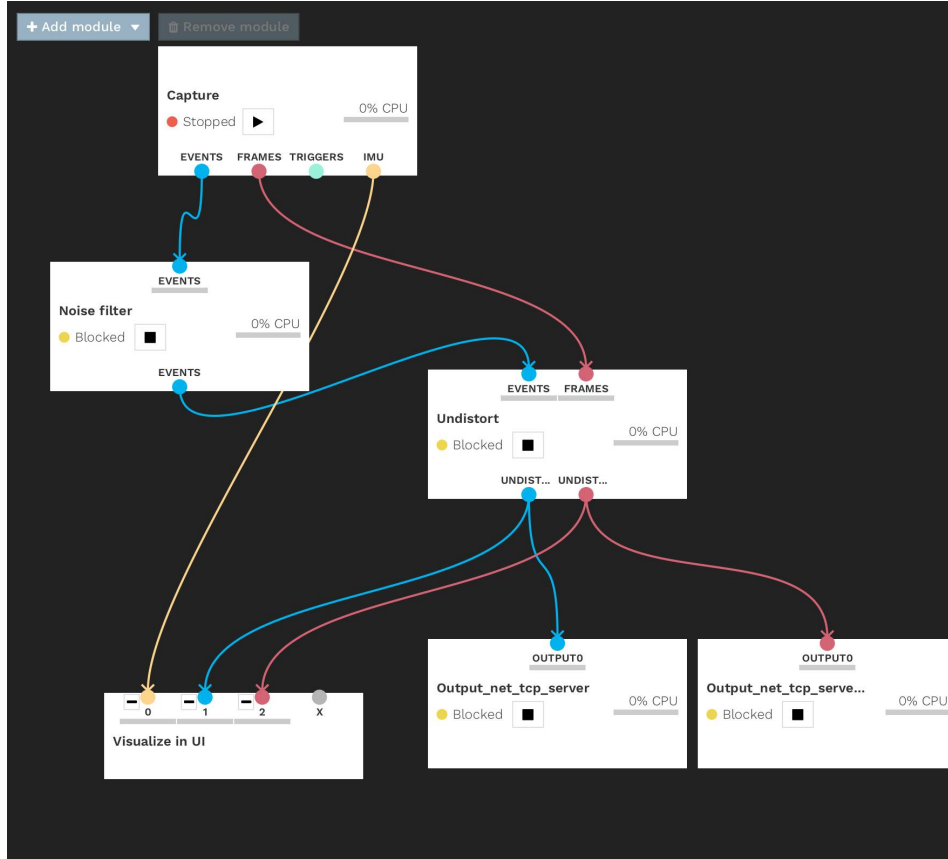 + Add module
Remove module
Capture
Stopped
0% CPU
EVENTS FRAMES TRIGGERS IMU
EVENTS
Noise filter
Blocked
0% CPU
EVENTS
EVENTS FRAMES
Undistort
Blocked
0% CPU
UNDIST... UNDIST...
OUTPUT0
Output_net_tcp_server
Blocked
0% CPU
OUTPUT0
Output_net_tcp_serve...
Blocked
0% CPU
0 1 2 X
Visualize in UI